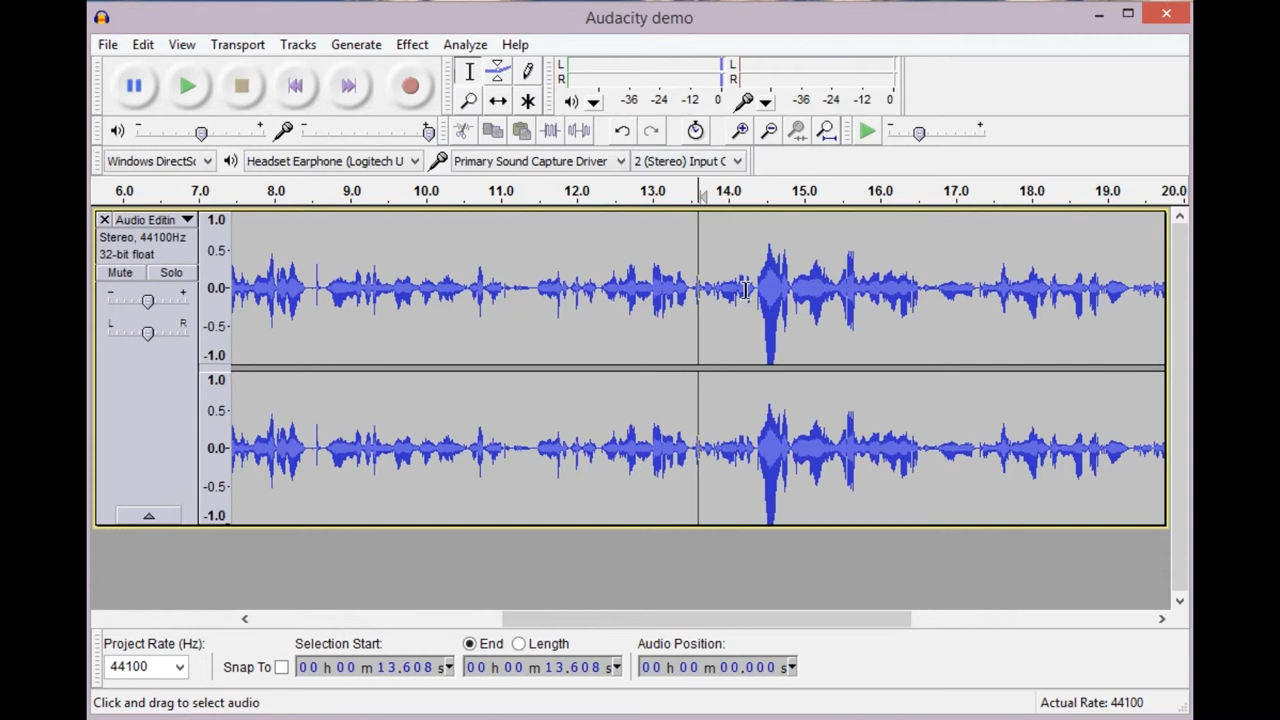 Audacity demo
File Edit View Transport Tracks Generate Effect Analyze Help
L
R
-36 -24 -12 0
L
R
-36 -24 -12 0
- +
- +
- +
Windows DirectSo Headset Earphone (Logitech U Primary Sound Capture Driver 2 (Stereo) Input C
6.0 7.0 8.0 9.0 10.0 11.0 12.0 13.0 14.0 15.0 16.0 17.0 18.0 19.0 20.0
Audio Editin
Stereo, 44100Hz
32-bit float
Mute Solo
- +
L R
1.0
0.5
0.0
-0.5
-1.0
1.0
0.5
0.0
-0.5
-1.0
Project Rate (Hz): Selection Start: End Length Audio Position:
44100 Snap To 00 h 00 m 13.608 s 00 h 00 m 13.608 s 00 h 00 m 00.000 s
Click and drag to select audio Actual Rate: 44100